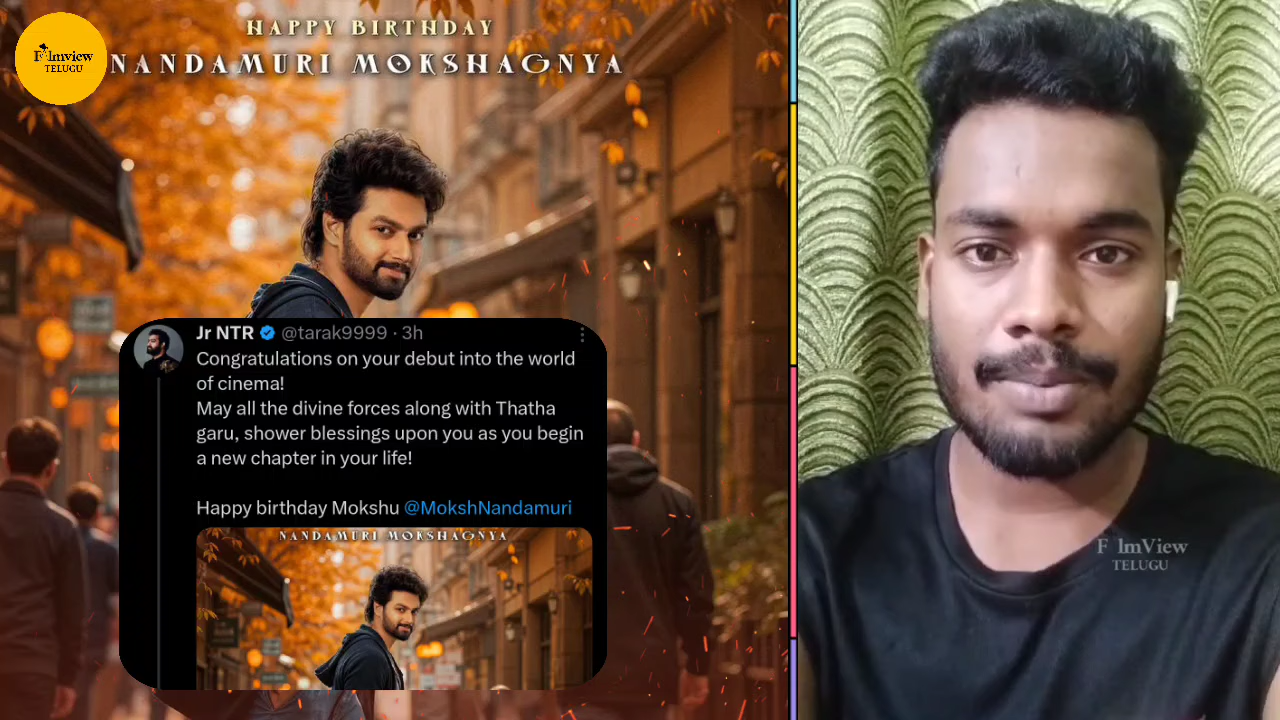 HAPPY BIRTHDAY
NANDAMURI MOKSHAGNYA
F lmview
TELUGU
Jr NTR @tarak9999 · 3h
Congratulations on your debut into the world
of cinema!
May all the divine forces along with Thatha
garu, shower blessings upon you as you begin
a new chapter in your life!
Happy birthday Mokshu @MokshNandamuri
NANDAMURI MOKSHAGNYA
F lmView
TELUGU